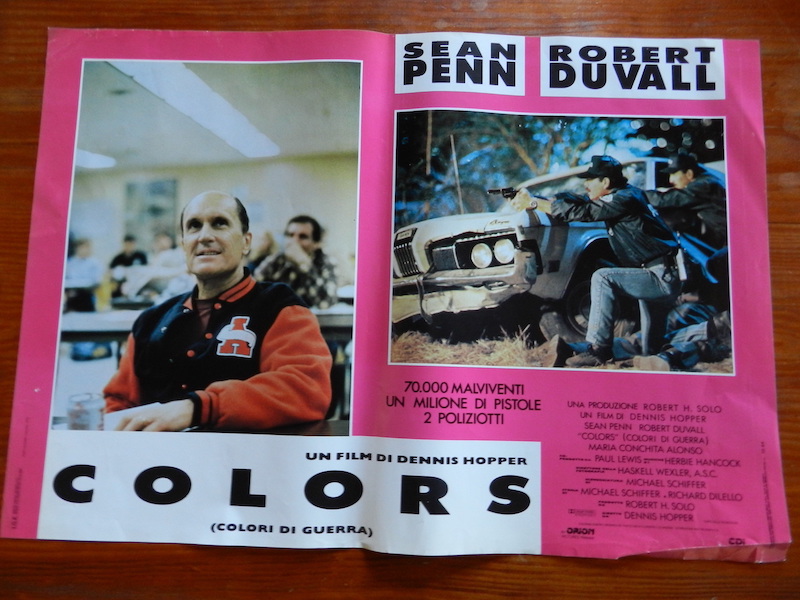 SEAN
PENN
ROBERT
DUVALL
70.000 MALVIVENTI
UN MILIONE DI PISTOLE
2 POLIZIOTTI
UN FILM DI DENNIS HOPPER
COLORS
(COLORI DI GUERRA)
UNA PRODUZIONE ROBERT H. SOLO
UN FILM DI DENNIS HOPPER
SEAN PENN ROBERT DUVALL
"COLORS" (COLORI DI GUERRA)
MARIA CONCHITA ALONSO
PAUL LEWIS HERBIE HANCOCK
HASKELL WEXLER, A.S.C.
MICHAEL SCHIFFER
MICHAEL SCHIFFER RICHARD DILELLO
ROBERT H. SOLO
DENNIS HOPPER
ORION
CDI